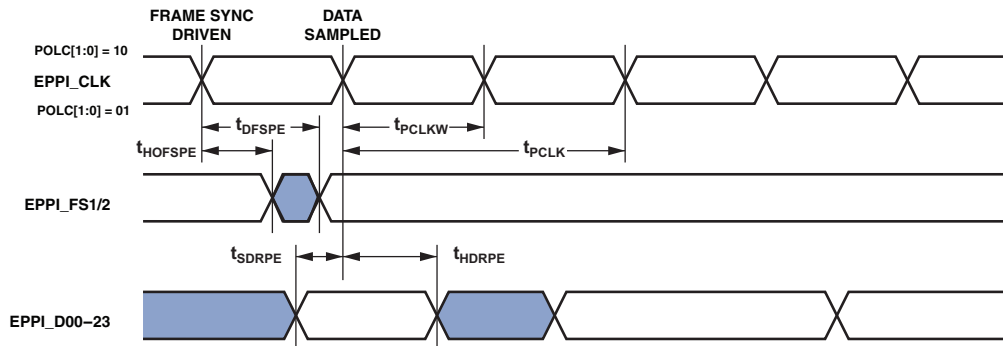 FRAME SYNC
DRIVEN
DATA
SAMPLED
POLC[1:0] = 10
EPPI_CLK
POLC[1:0] = 01
tDFSPE
tPCLKW
tHOFSPE
tPCLK
EPPI_FS1/2
tSDRPE
tHDRPE
EPPI_D00–23